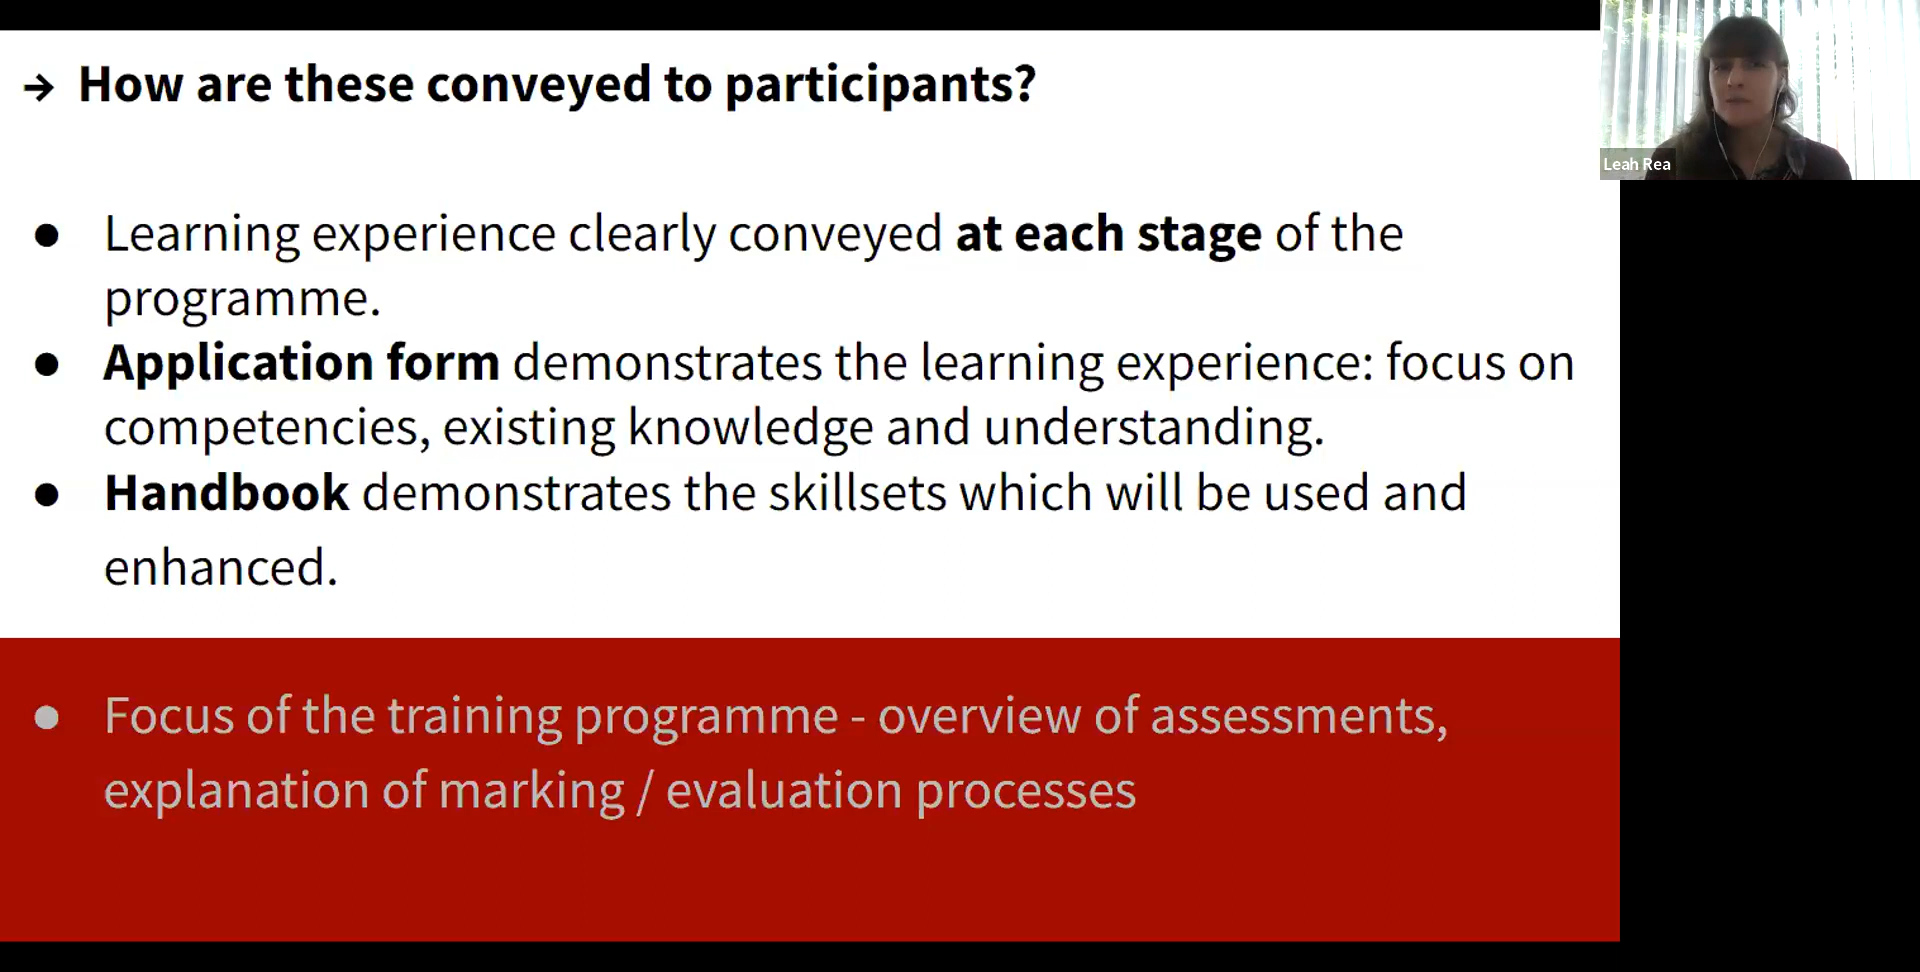 → How are these conveyed to participants?
Leah Rea
● Learning experience clearly conveyed at each stage of the
programme.
● Application form demonstrates the learning experience: focus on
competencies, existing knowledge and understanding.
● Handbook demonstrates the skillsets which will be used and
enhanced.
● Focus of the training programme - overview of assessments,
explanation of marking / evaluation processes